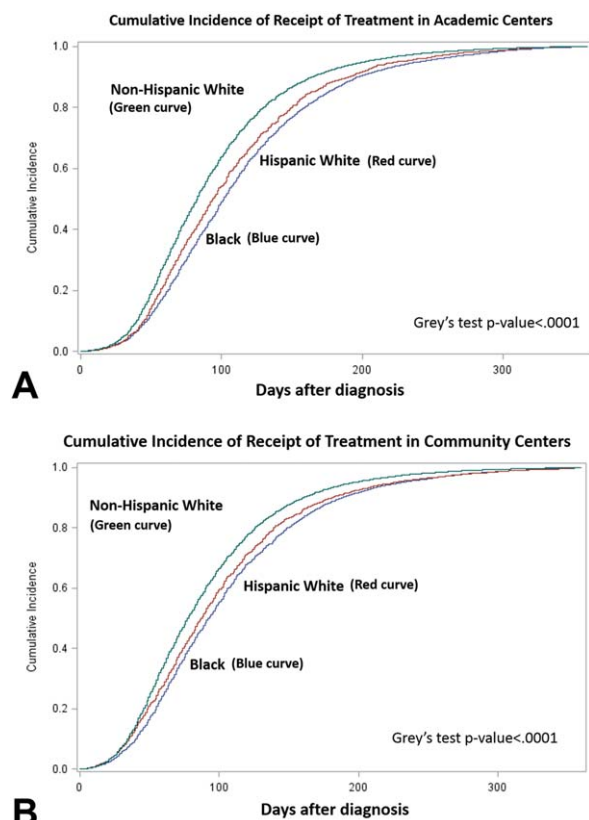 Cumulative Incidence of Receipt of Treatment in Academic Centers
1.0
Non-Hispanic White
(Green curve)
0.8
Hispanic White (Red curve)
0.6
Cumulative Incidence
0.4
Black (Blue curve)
0.2
Grey's test p-value<.0001
0.0
0 100 200 300
A
Days after diagnosis
Cumulative Incidence of Receipt of Treatment in Community Centers
1.0
Non-Hispanic White
(Green curve)
0.8
Hispanic White (Red curve)
0.6
Cumulative Incidence
0.4
Black (Blue curve)
0.2
Grey's test p-value<.0001
0.0
0 100 200 300
B
Days after diagnosis